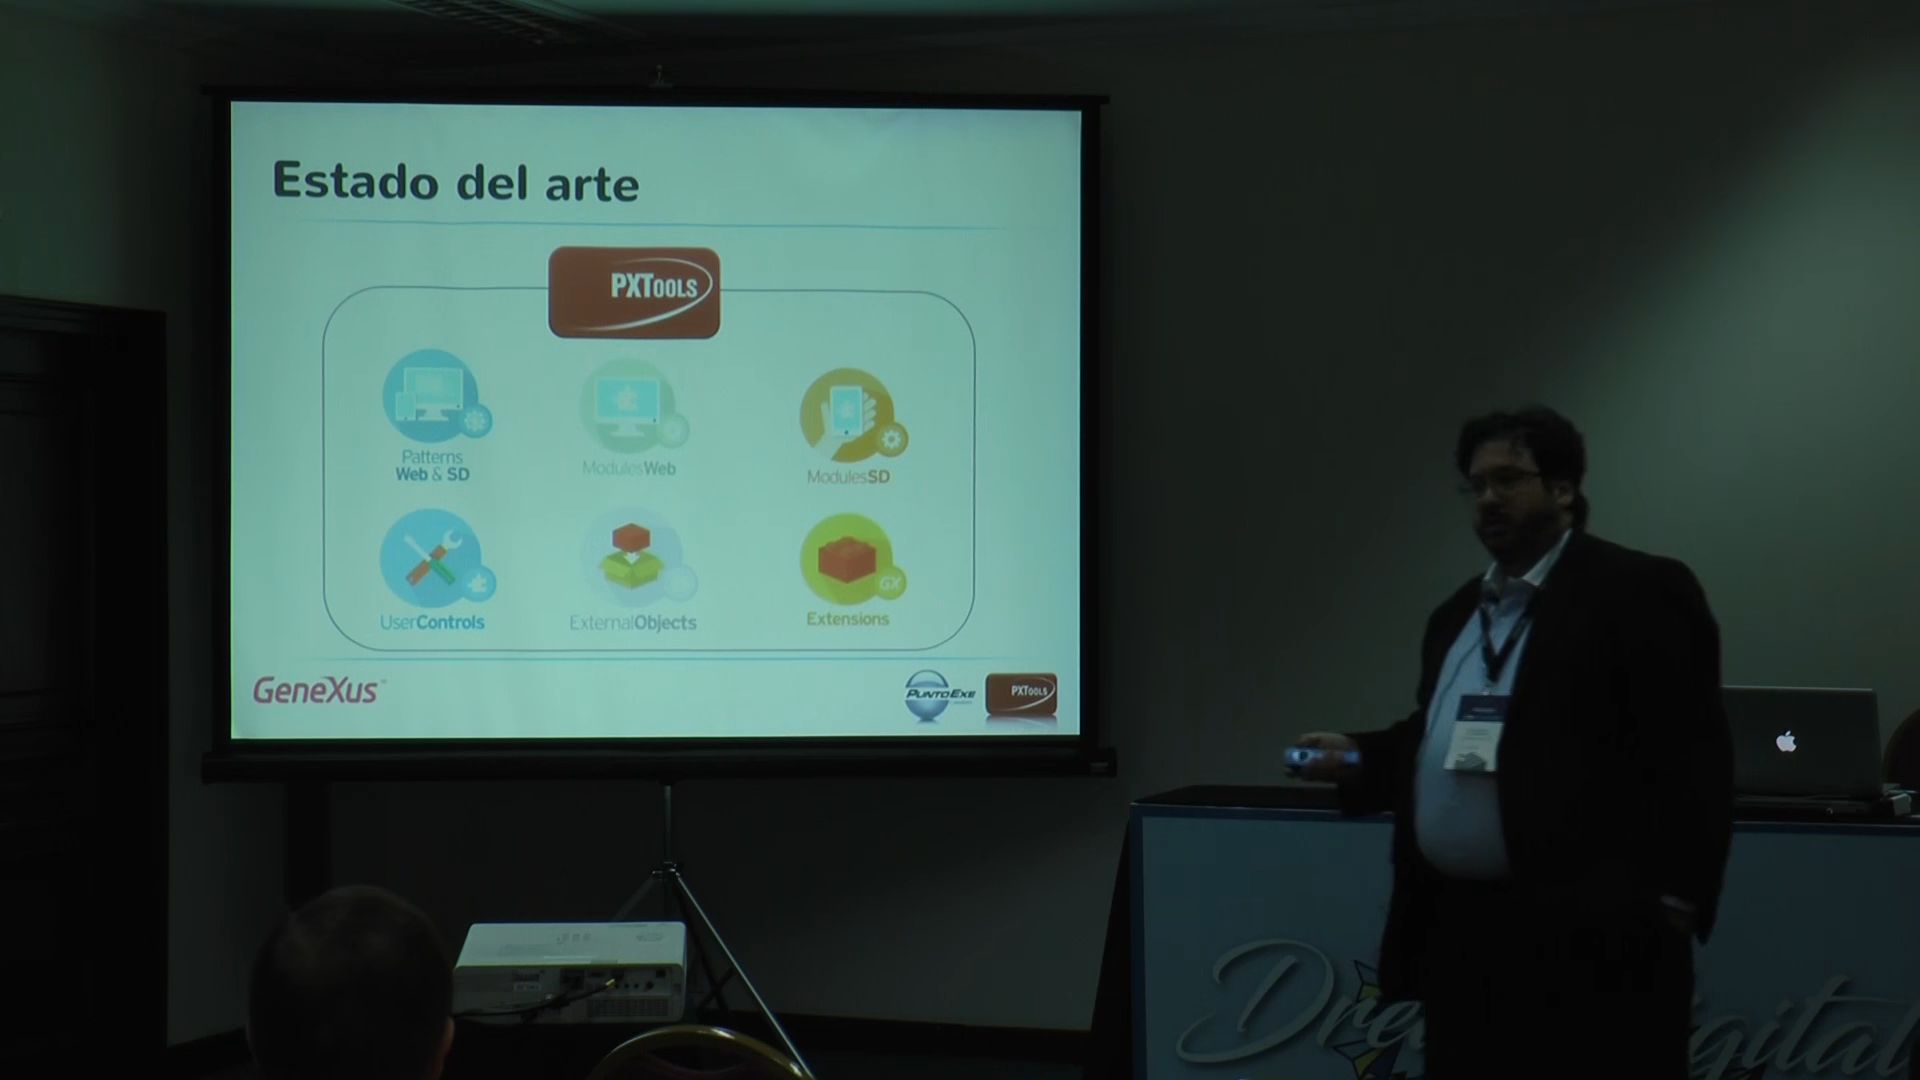 Estado del arte
PXTOOLS
Patterns
Web & SD
ModulesWeb
ModulesSD
UserControls
ExternalObjects
GX
Extensions
GeneXus
PUNTOEXE
PXTOOLS